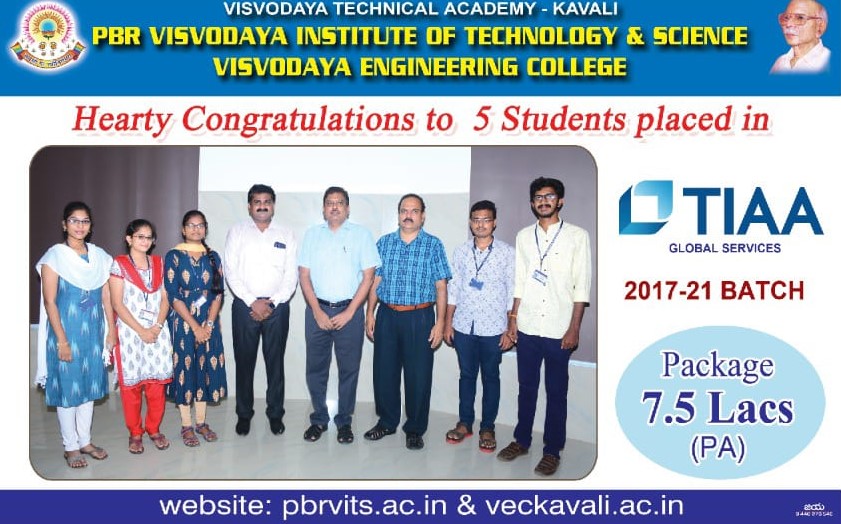 VISVODAYA TECHNICAL ACADEMY - KAVALI
PBR VISVODAYA INSTITUTE OF TECHNOLOGY & SCIENCE
VISVODAYA ENGINEERING COLLEGE
Hearty Congratulations to 5 Students placed in
TIAA
GLOBAL SERVICES
2017-21 BATCH
Package
7.5 Lacs
(PA)
website: pbrvits.ac.in & veckavali.ac.in